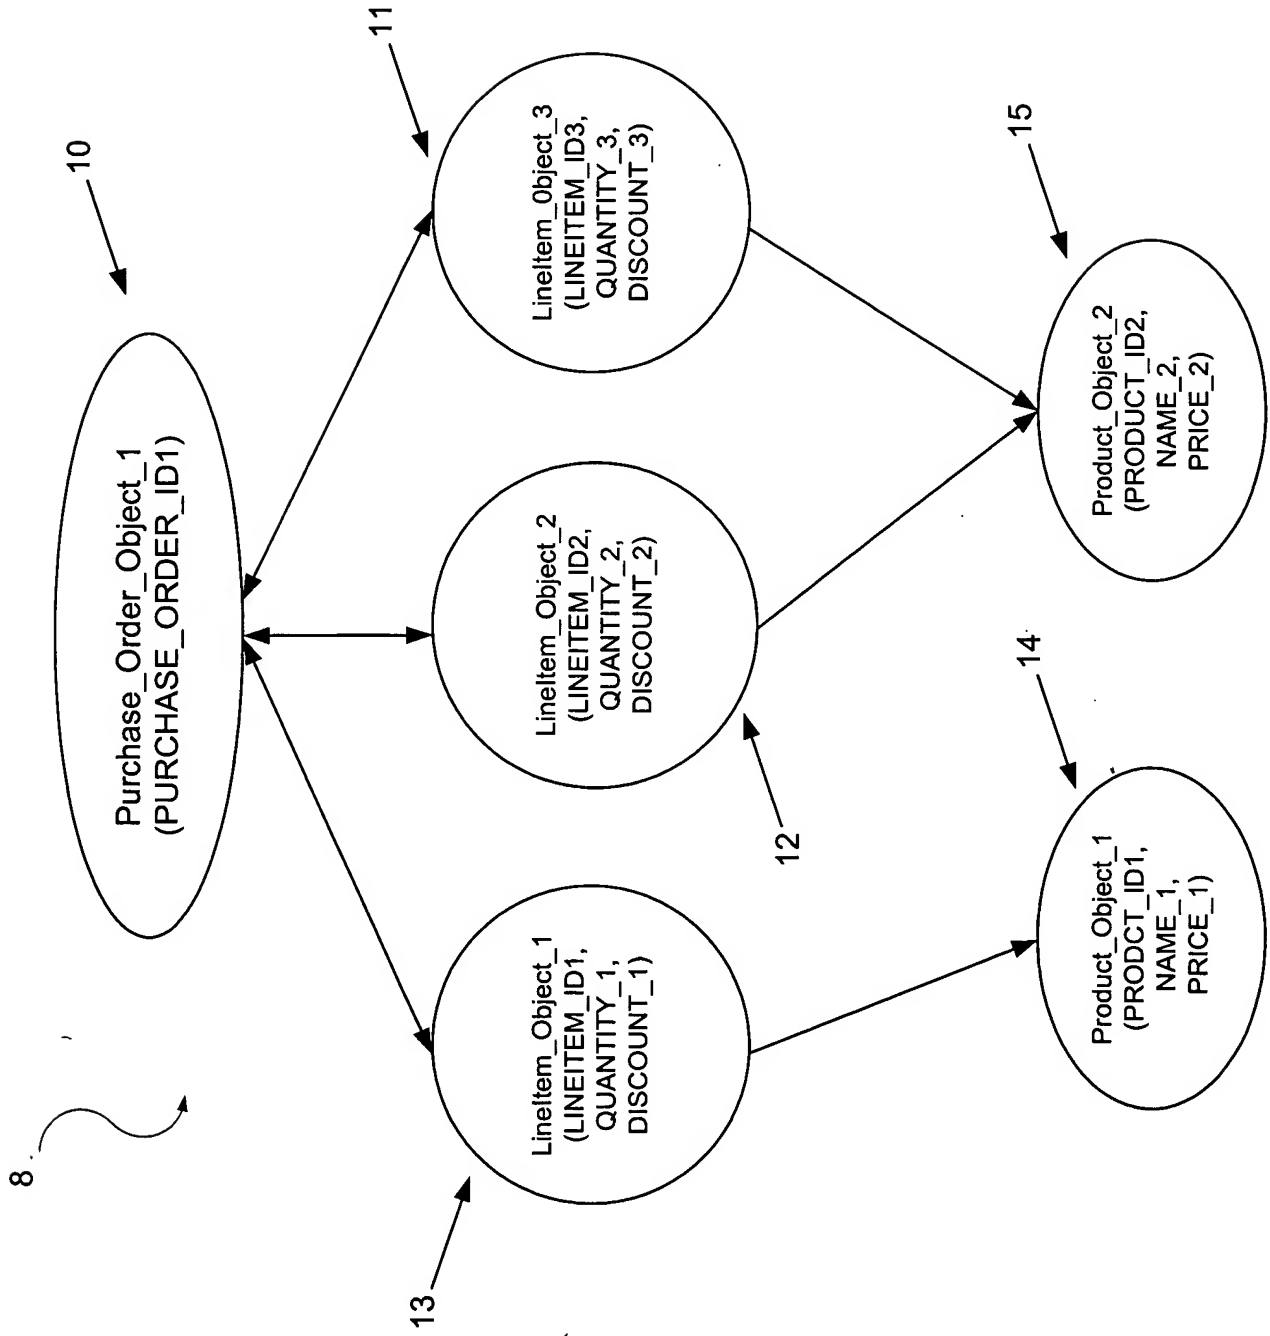 8
10
Purchase_Order_Object_1
(PURCHASE_ORDER_ID1)
13
LineItem_Object_1
(LINEITEM_ID1,
QUANTITY_1,
DISCOUNT_1)
12
LineItem_Object_2
(LINEITEM_ID2,
QUANTITY_2,
DISCOUNT_2)
11
LineItem_0bject_3
(LINEITEM_ID3,
QUANTITY_3,
DISCOUNT_3)
14
Product_Object_1
(PRODCT_ID1,
NAME_1,
PRICE_1)
15
Product_Object_2
(PRODUCT_ID2,
NAME_2,
PRICE_2)